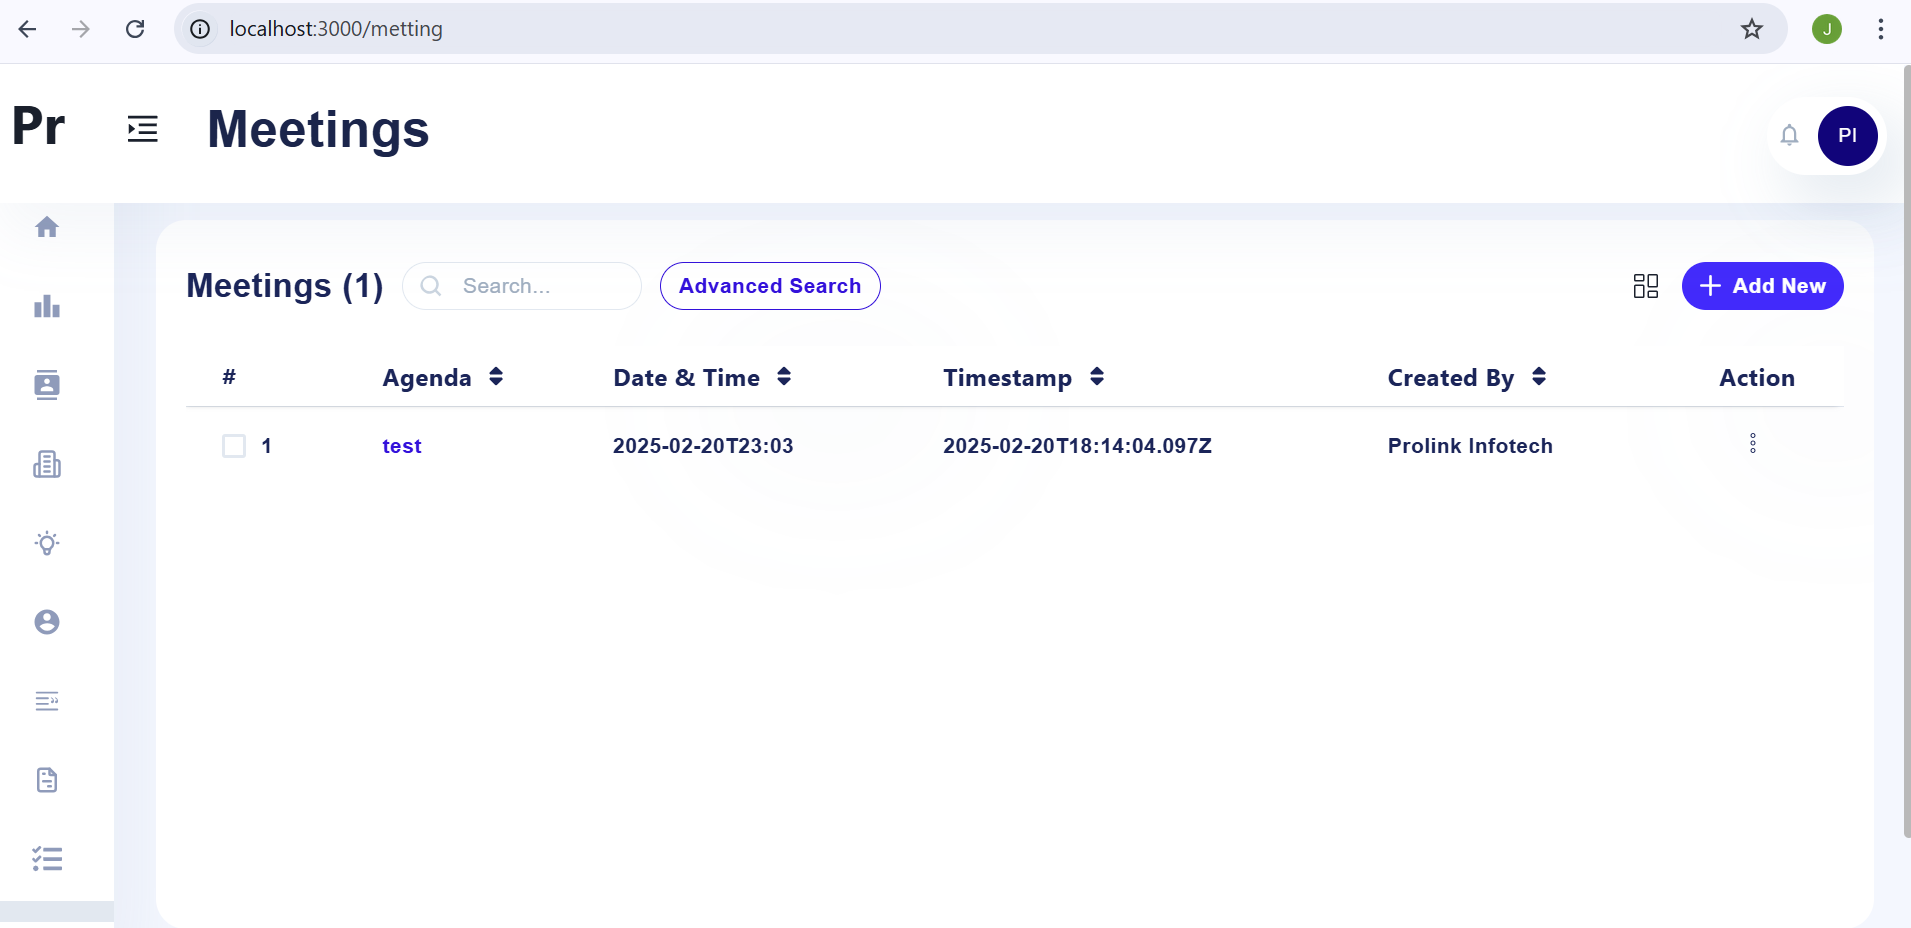 localhost:3000/metting
J
Pr
Meetings
PI
Meetings (1)
Search...
Advanced Search
Add New
# Agenda Date & Time Timestamp Created By Action
1 test 2025-02-20T23:03 2025-02-20T18:14:04.097Z Prolink Infotech